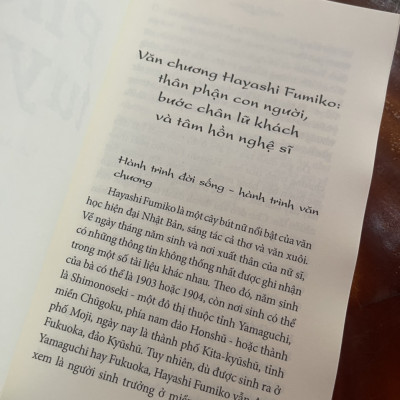 Văn chương Hayashi Fumiko:
thân phận con người,
bước chân lữ khách
và tâm hồn nghệ sĩ
Hành trình đời sống – hành trình văn
chương
Hayashi Fumiko là một cây bút nữ nổi bật của văn
học hiện đại Nhật Bản, sáng tác cả thơ và văn xuôi.
Về ngày tháng năm sinh và nơi xuất thân của nữ sĩ,
có những thông tin không thống nhất được ghi nhận
trong một số tài liệu khác nhau. Theo đó, năm sinh
của bà có thể là 1903 hoặc 1904, còn nơi sinh có thể
là Shimonoseki - một đô thị thuộc tỉnh Yamaguchi,
miền Chūgoku, phía nam đảo Honshū - hoặc thành
phố Moji, ngày nay là thành phố Kita-kyūshū, tỉnh
Fukuoka, đảo Kyūshū. Tuy nhiên, dù được sinh ra ở
Yamaguchi hay Fukuoka, Hayashi Fumiko vẫn
xem là người sinh trưởng ở miền